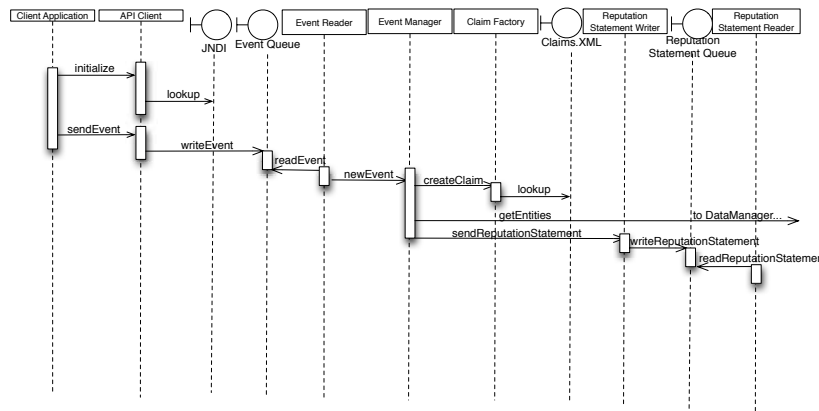 Client Application
API Client
JNDI
Event Queue
Event Reader
Event Manager
Claim Factory
Claims.XML
Reputation
Statement Writer
Reputation
Statement Queue
Reputation
Statement Reader
initialize
lookup
sendEvent
writeEvent
readEvent
newEvent
createClaim
lookup
getEntities
to DataManager...
sendReputationStatement
writeReputationStatement
readReputationStatement